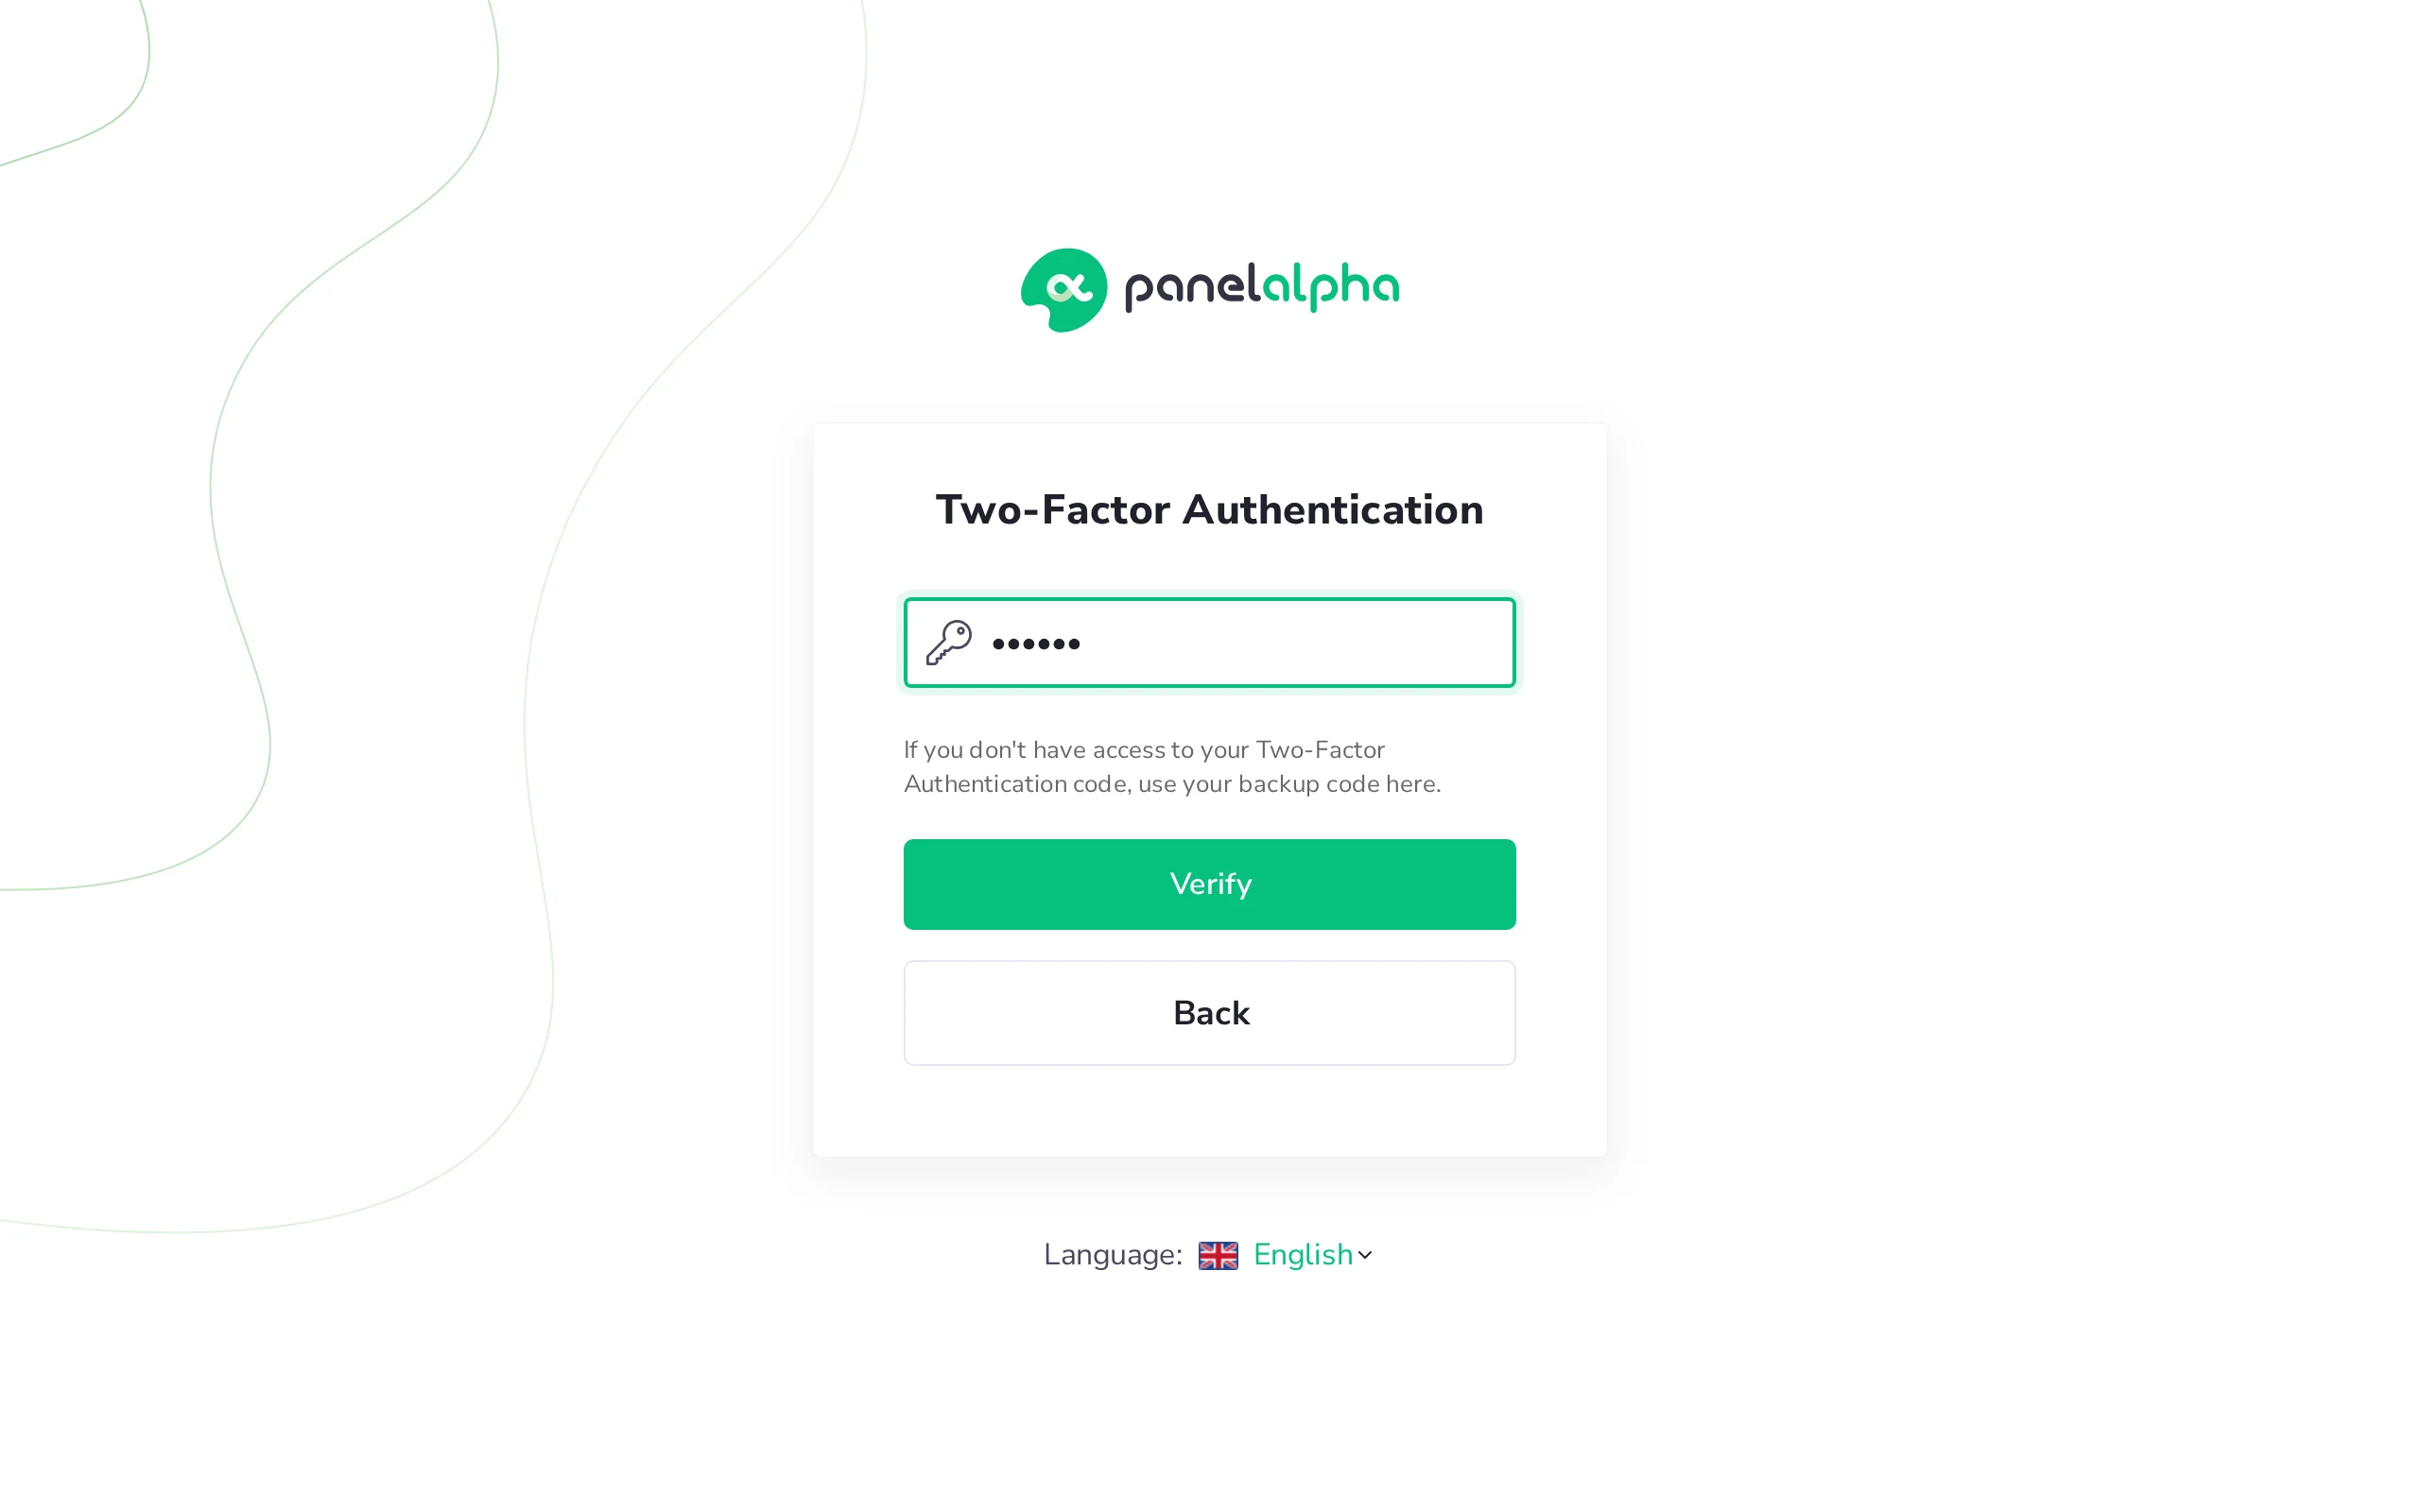 panelalpha
Two-Factor Authentication
••••••
If you don't have access to your Two-Factor
Authentication code, use your backup code here.
Verify
Back
Language: English